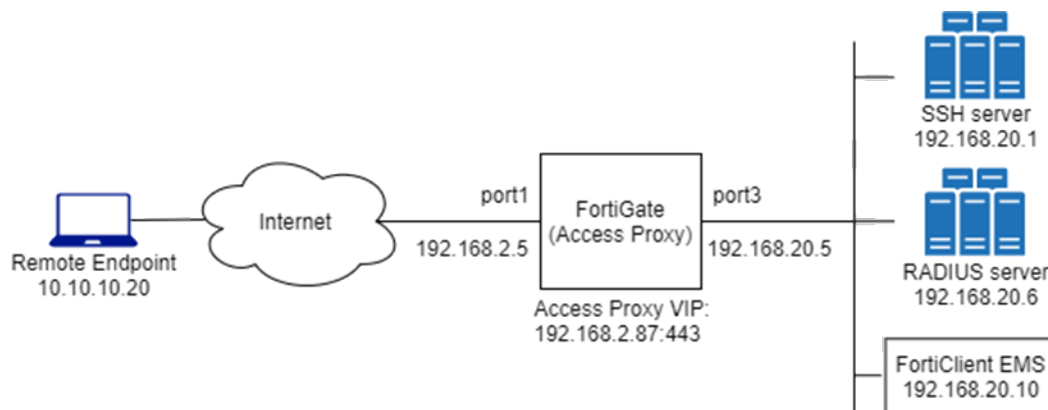 Remote Endpoint
10.10.10.20
Internet
port1
192.168.2.5
FortiGate
(Access Proxy)
Access Proxy VIP:
192.168.2.87:443
port3
192.168.20.5
SSH server
192.168.20.1
RADIUS server
192.168.20.6
FortiClient EMS
192.168.20.10